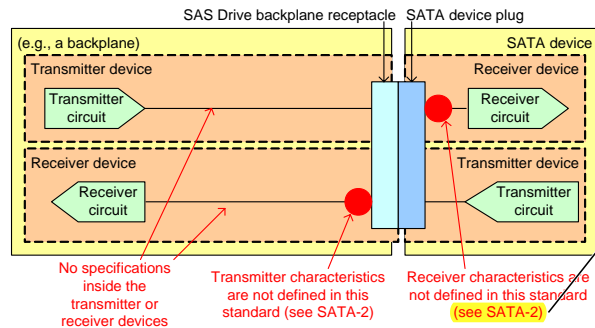 SAS Drive backplane receptacle
SATA device plug
(e.g., a backplane)
SATA device
Transmitter device
Receiver device
Transmitter
circuit
Receiver
circuit
Receiver device
Transmitter device
Receiver
circuit
Transmitter
circuit
No specifications
inside the
transmitter or
receiver devices
Transmitter characteristics
are not defined in this
standard (see SATA-2)
Receiver characteristics are
not defined in this standard
(see SATA-2)